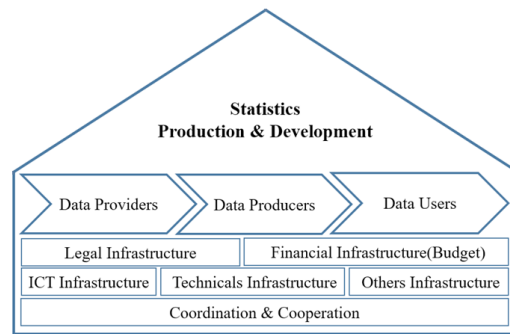 Statistics
Production & Development
Data Providers
Data Producers
Data Users
Legal Infrastructure
Financial Infrastructure(Budget)
ICT Infrastructure
Technicals Infrastructure
Others Infrastructure
Coordination & Cooperation